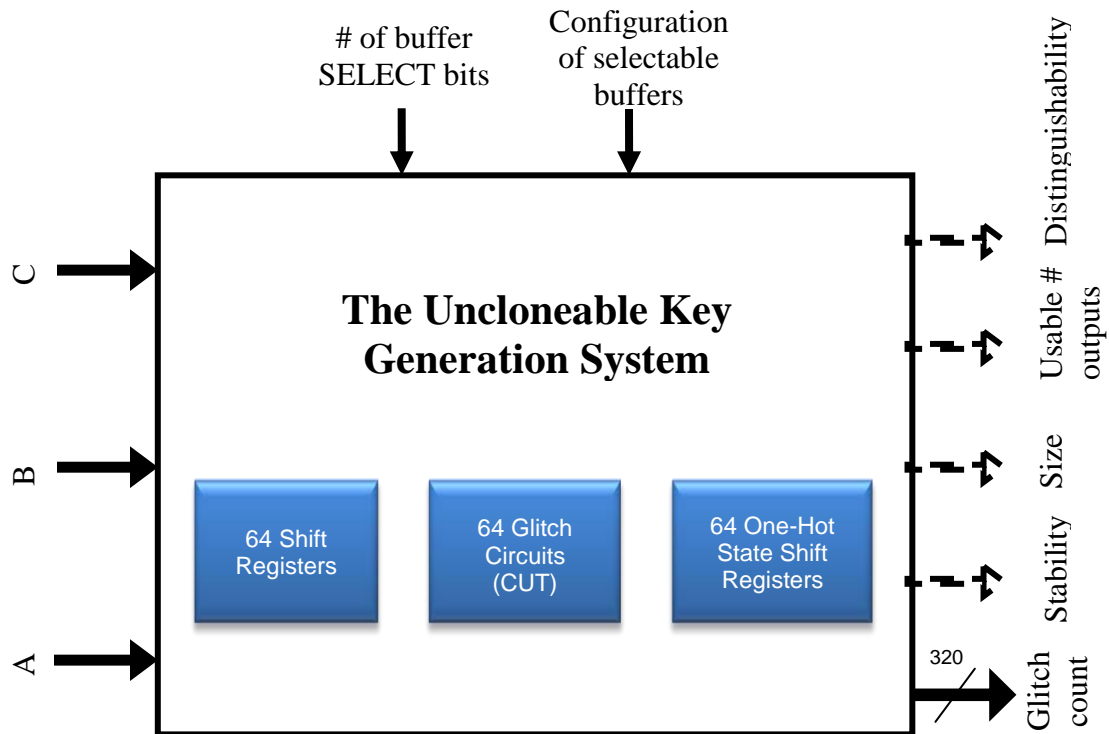 # of buffer
SELECT bits
Configuration
of selectable
buffers
C
B
A
The Uncloneable Key
Generation System
64 Shift
Registers
64 Glitch
Circuits
(CUT)
64 One-Hot
State Shift
Registers
Distinguishability
Usable #
outputs
Size
Stability
320
Glitch
count